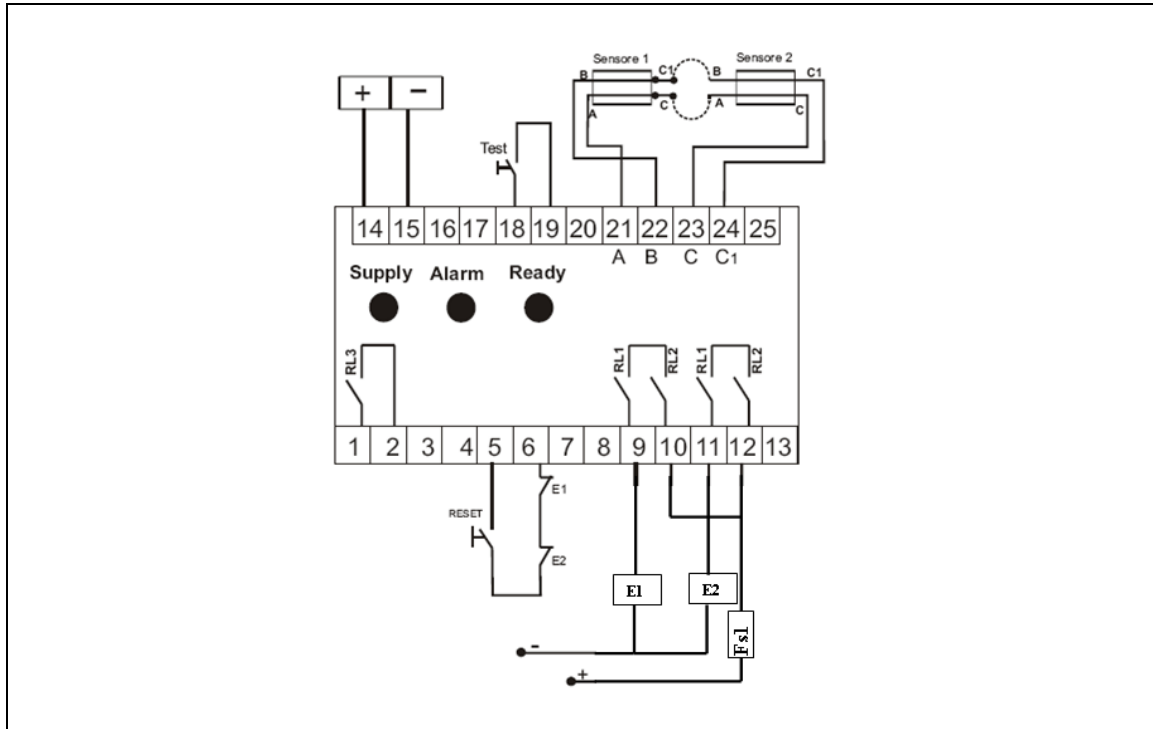 Sensore 1 Sensore 2
B C1 B C1
A C A C
+ -
Test
14 15 16 17 18 19 20 21 22 23 24 25
A B C C1
Supply Alarm Ready
RL3 RL1 RL2 RL1 RL2
1 2 3 4 5 6 7 8 9 10 11 12 13
E1
RESET
E2
E1 E2
Fs1
-
+